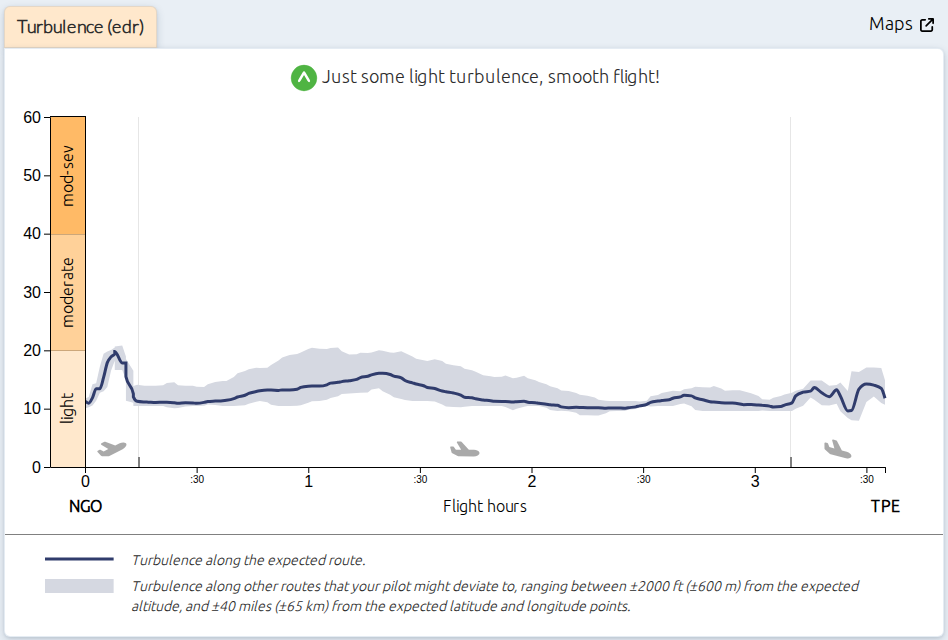 Turbulence (edr)
Maps
Just some light turbulence, smooth flight!
60
50
40
30
20
10
0
mod-sev
moderate
light
0 :30 1 :30 2 :30 3 :30
NGO Flight hours TPE
Turbulence along the expected route.
Turbulence along other routes that your pilot might deviate to, ranging between ±2000 ft (±600 m) from the expected
altitude, and ±40 miles (±65 km) from the expected latitude and longitude points.